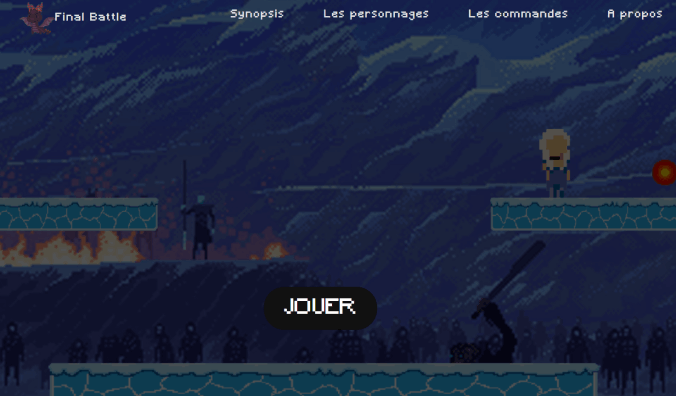 Final Battle
Synopsis
Les personnages
Les commandes
A propos
JOUER